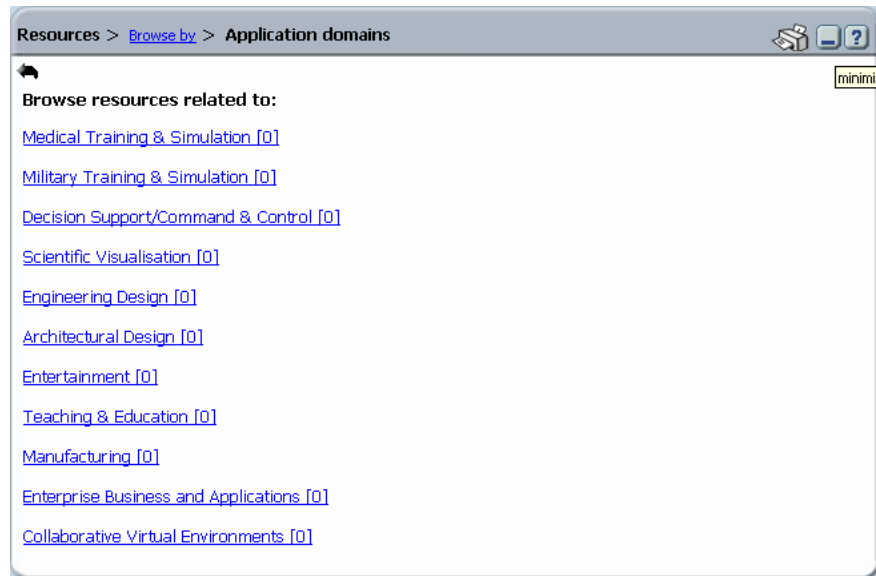 Resources > Browse by > Application domains
?
minimi
Browse resources related to:
Medical Training & Simulation [0]
Military Training & Simulation [0]
Decision Support/Command & Control [0]
Scientific Visualisation [0]
Engineering Design [0]
Architectural Design [0]
Entertainment [0]
Teaching & Education [0]
Manufacturing [0]
Enterprise Business and Applications [0]
Collaborative Virtual Environments [0]